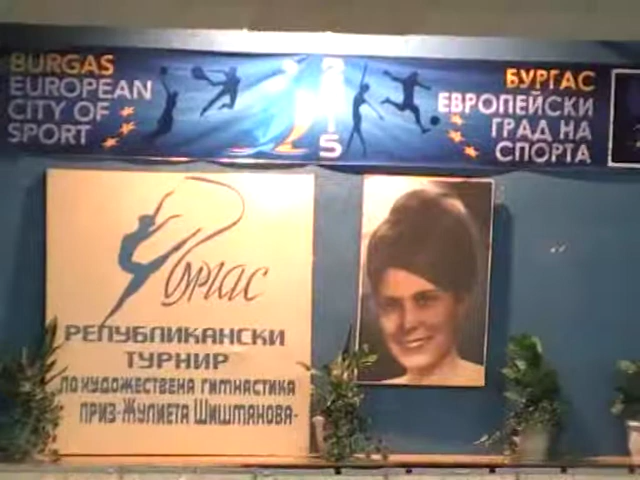 BURGAS
EUROPEAN
CITY OF
SPORT
2015
БУРГАС
ЕВРОПЕЙСКИ
ГРАД НА
СПОРТА
Бургас
РЕПУБЛИКАНСКИ
ТУРНИР
ПО ХУДОЖЕСТВЕНА ГИМНАСТИКА
ПРИЗ-ЖУЛИЕТА ШИШМАНОВА-